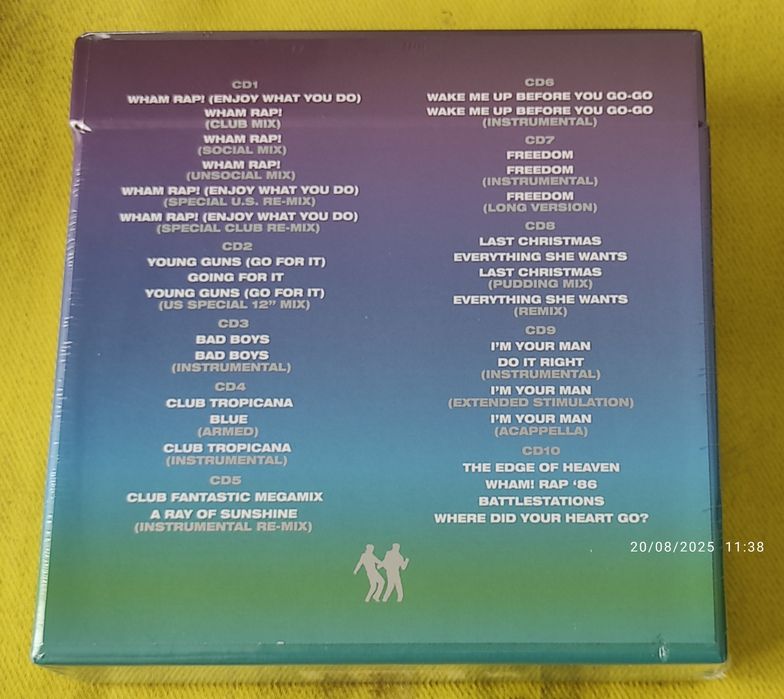 CD1
WHAM RAP! (ENJOY WHAT YOU DO)
WHAM RAP!
(CLUB MIX)
WHAM RAP!
(SOCIAL MIX)
WHAM RAP!
(UNSOCIAL MIX)
WHAM RAP! (ENJOY WHAT YOU DO)
(SPECIAL U.S. RE-MIX)
WHAM RAP! (ENJOY WHAT YOU DO)
(SPECIAL CLUB RE-MIX)
CD2
YOUNG GUNS (GO FOR IT)
GOING FOR IT
YOUNG GUNS (GO FOR IT)
(US SPECIAL 12” MIX)
CD3
BAD BOYS
BAD BOYS
(INSTRUMENTAL)
CD4
CLUB TROPICANA
BLUE
(ARMED)
CLUB TROPICANA
(INSTRUMENTAL)
CD5
CLUB FANTASTIC MEGAMIX
A RAY OF SUNSHINE
(INSTRUMENTAL RE-MIX)
CD6
WAKE ME UP BEFORE YOU GO-GO
WAKE ME UP BEFORE YOU GO-GO
(INSTRUMENTAL)
CD7
FREEDOM
FREEDOM
(INSTRUMENTAL)
FREEDOM
(LONG VERSION)
CD8
LAST CHRISTMAS
EVERYTHING SHE WANTS
LAST CHRISTMAS
(PUDDING MIX)
EVERYTHING SHE WANTS
(REMIX)
CD9
I’M YOUR MAN
DO IT RIGHT
(INSTRUMENTAL)
I’M YOUR MAN
(EXTENDED STIMULATION)
I’M YOUR MAN
(ACAPPELLA)
CD10
THE EDGE OF HEAVEN
WHAM! RAP ‘86
BATTLESTATIONS
WHERE DID YOUR HEART GO?
20/08/2025 11:38